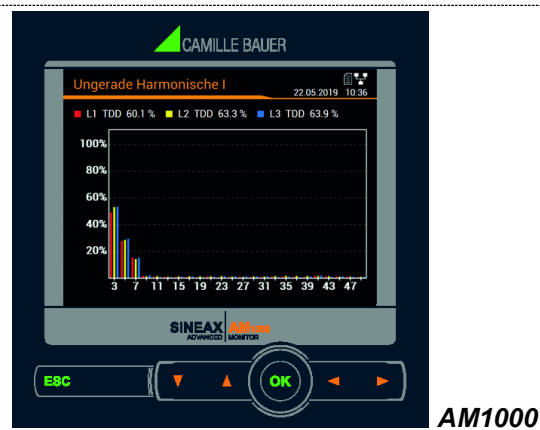 CAMILLE BAUER
Ungerade Harmonische I
22.05.2019 10:36
L1 TDD 60.1 % L2 TDD 63.3 % L3 TDD 63.9 %
100%
80%
60%
40%
20%
3 7 11 15 19 23 27 31 35 39 43 47
SINEAX AM1000
ADVANCED MONITOR
ESC OK
AM1000